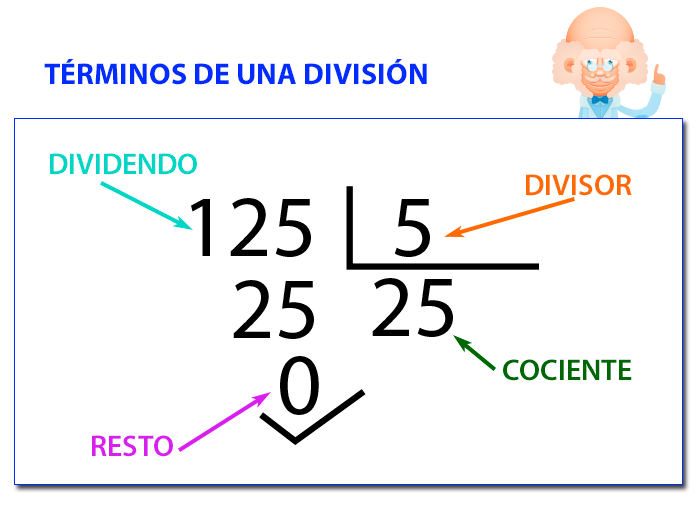 TÉRMINOS DE UNA DIVISIÓN
DIVIDENDO
DIVISOR
125 5
25 25
COCIENTE
0
RESTO